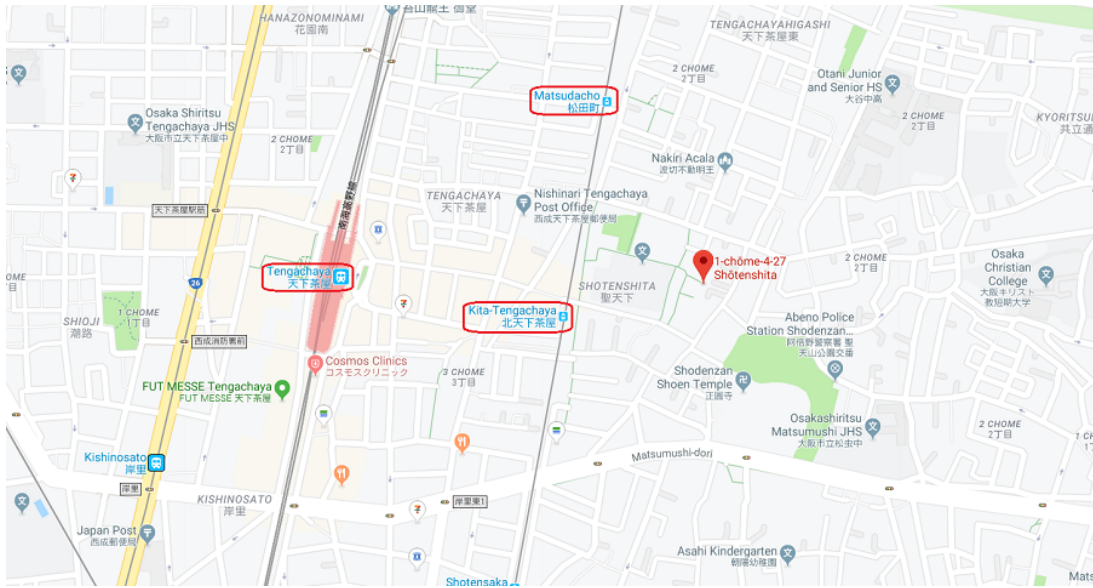 HANAZONOMINAMI
花園南
TENGACHAYAHIGASHI
天下茶屋東
2 CHOME
2丁目
Otani Junior
and Senior HS
大谷中高
Matsudacho
松田町
Osaka Shiritsu
Tengachaya JHS
大阪市立天下茶屋中
2 CHOME
2丁目
2 CHOME
2丁目
KYORITSU
共立通
Nakiri Acala
波切不動明王
TENGACHAYA
天下茶屋
Nishinari Tengachaya
Post Office
西成天下茶屋郵便局
天下茶屋駅筋
南海高野線
Tengachaya
天下茶屋
26
1-chōme-4-27
Shōtenshita
SHOTENSHITA
聖天下
Osaka
Christian
College
大阪キリスト
教短期大学
Kita-Tengachaya
北天下茶屋
1 CHOME
1丁目
SHIOJI
潮路
西成消防署前
Abeno Police
Station Shodenzan...
阿倍野警察署 聖
天山公園交番
Cosmos Clinics
コスモスクリニック
3 CHOME
3丁目
FUT MESSE Tengachaya
FUT MESSE 天下茶屋
Shodenzan
Shoen Temple
正圓寺
Osakashiritsu
Matsumushi JHS
大阪市立松虫中
2 CHOME
2丁目
1 CHOME
1丁目
Kishinosato
岸里
Matsumushi-dori
岸里
KISHINOSATO
岸里
岸里東1
Japan Post
西成郵便局
Asahi Kindergarten
朝陽幼稚園
Shotensaka
Matsu